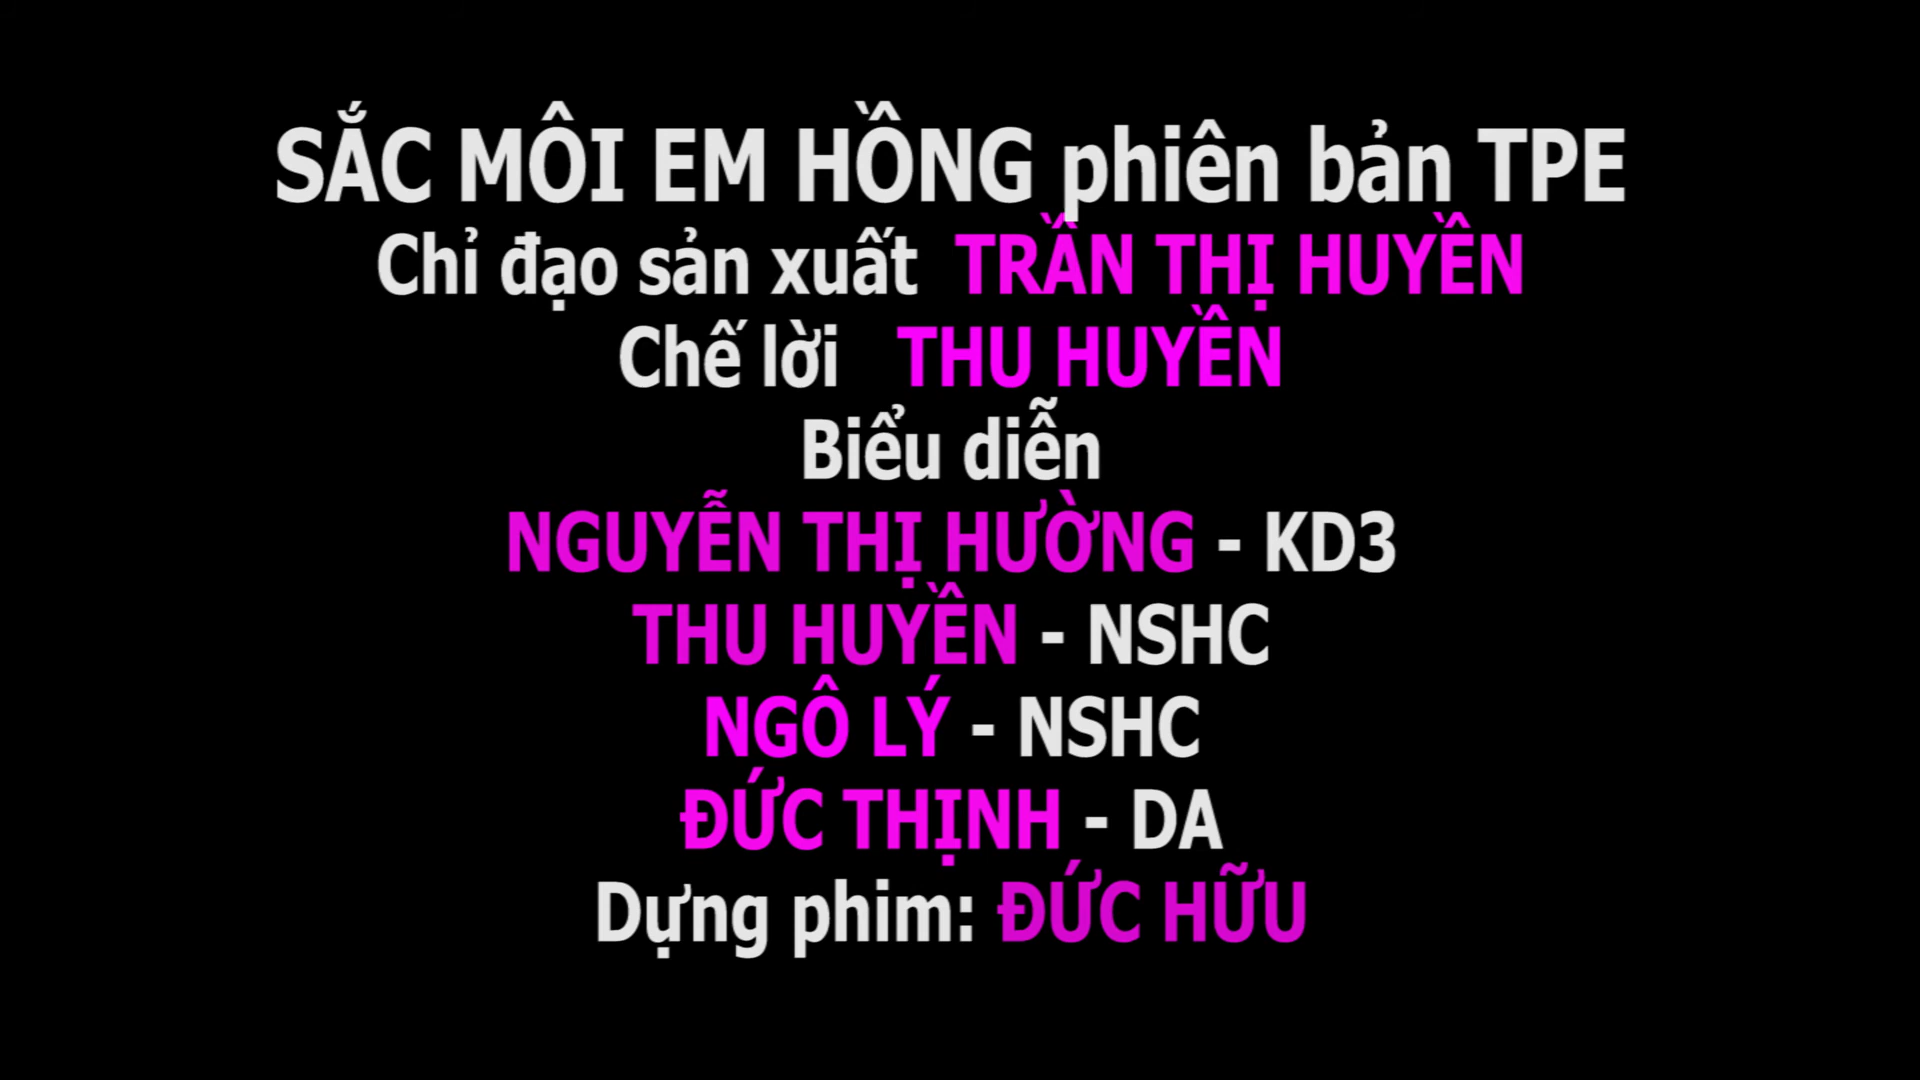 SẮC MÔI EM HỒNG phiên bản TPE
Chỉ đạo sản xuất TRẦN THỊ HUYỀN
Chế lời THU HUYỀN
Biểu diễn
NGUYỄN THỊ HƯỜNG - KD3
THU HUYỀN - NSHC
NGÔ LÝ - NSHC
ĐỨC THỊNH - DA
Dựng phim: ĐỨC HỮU